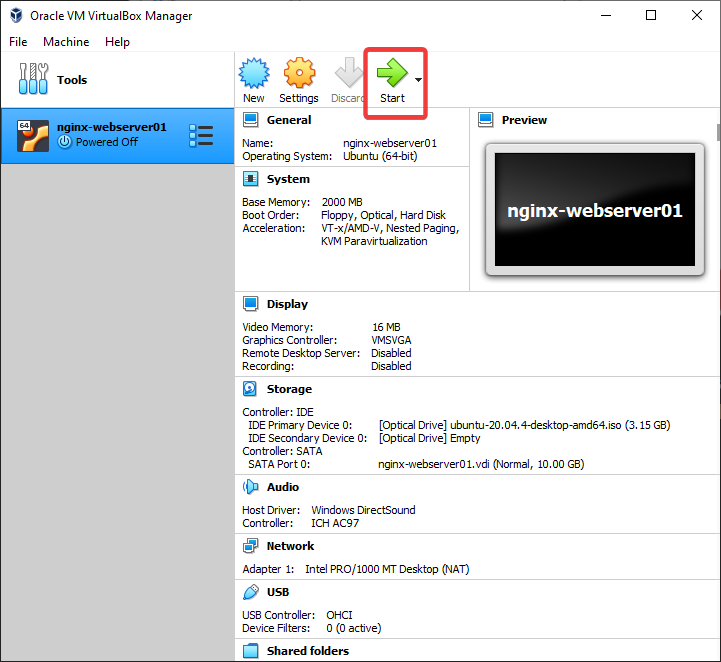 Oracle VM VirtualBox Manager
File Machine Help
Tools
New Settings Discard Start
64
nginx-webserver01
Powered Off
General
Name: nginx-webserver01
Operating System: Ubuntu (64-bit)
Preview
nginx-webserver01
System
Base Memory: 2000 MB
Boot Order: Floppy, Optical, Hard Disk
Acceleration: VT-x/AMD-V, Nested Paging,
KVM Paravirtualization
Display
Video Memory: 16 MB
Graphics Controller: VMSVGA
Remote Desktop Server: Disabled
Recording: Disabled
Storage
Controller: IDE
IDE Primary Device 0: [Optical Drive] ubuntu-20.04.4-desktop-amd64.iso (3.15 GB)
IDE Secondary Device 0: [Optical Drive] Empty
Controller: SATA
SATA Port 0: nginx-webserver01.vdi (Normal, 10.00 GB)
Audio
Host Driver: Windows DirectSound
Controller: ICH AC97
Network
Adapter 1: Intel PRO/1000 MT Desktop (NAT)
USB
USB Controller: OHCI
Device Filters: 0 (0 active)
Shared folders